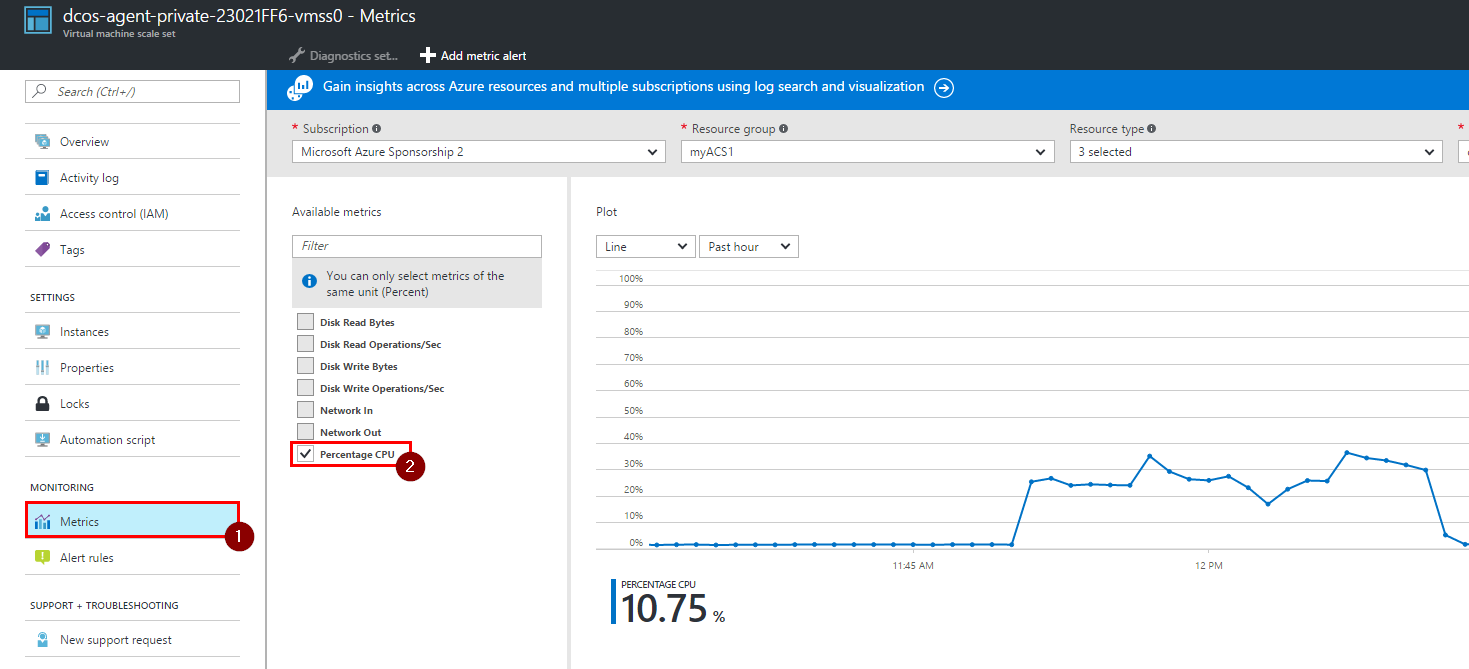 dcos-agent-private-23021FF6-vmss0 - Metrics
Virtual machine scale set
Diagnostics set... Add metric alert
Search (Ctrl+/)
Gain insights across Azure resources and multiple subscriptions using log search and visualization
* Subscription
* Resource group
Resource type
*
Microsoft Azure Sponsorship 2
myACS1
3 selected
Overview
Activity log
Access control (IAM)
Tags
SETTINGS
Instances
Properties
Locks
Automation script
MONITORING
Metrics
1
Alert rules
SUPPORT + TROUBLESHOOTING
New support request
Available metrics
Filter
You can only select metrics of the
same unit (Percent)
Disk Read Bytes
Disk Read Operations/Sec
Disk Write Bytes
Disk Write Operations/Sec
Network In
Network Out
Percentage CPU
2
Plot
Line
Past hour
100%
90%
80%
70%
60%
50%
40%
30%
20%
10%
0%
11:45 AM
12 PM
PERCENTAGE CPU
10.75 %